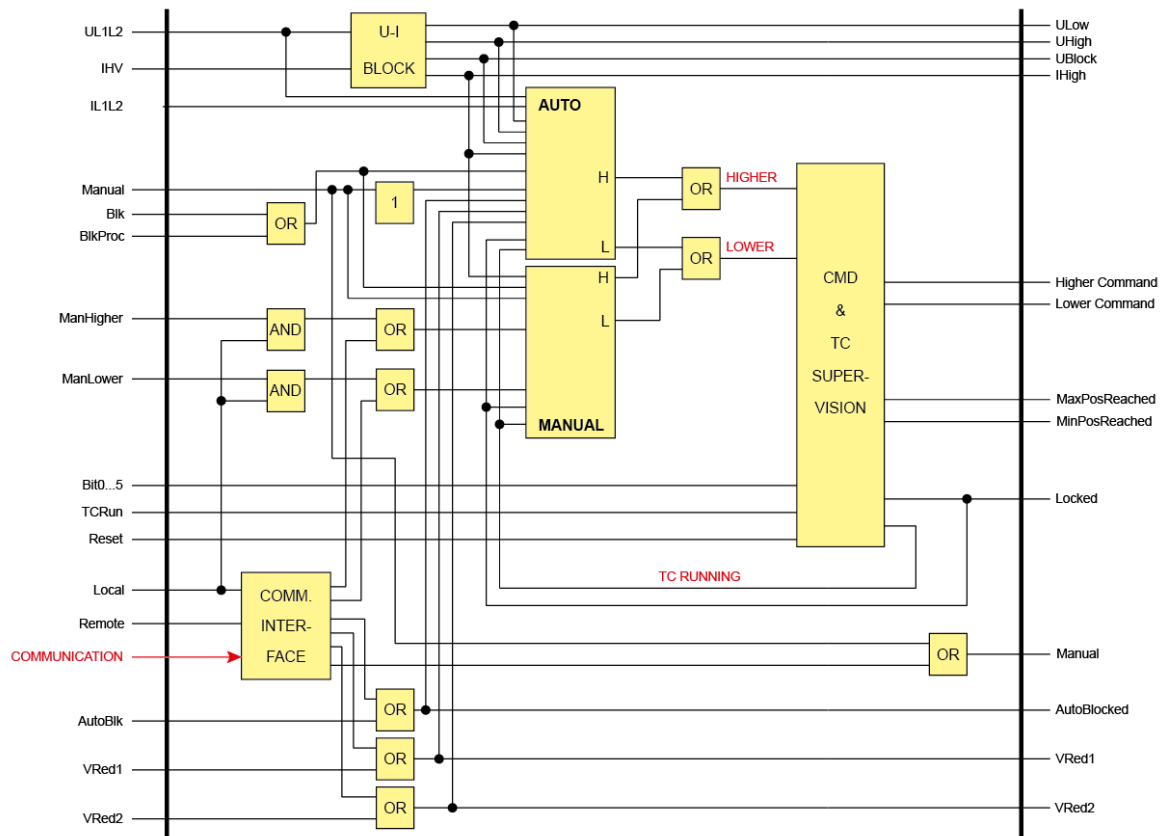 UL1L2
IHV
IL1L2
Manual
Blk
BlkProc
ManHigher
ManLower
Bit0...5
TCRun
Reset
Local
Remote
COMMUNICATION
AutoBlk
VRed1
VRed2
U-I
BLOCK
OR
1
AND
OR
AND
OR
COMM.
INTER-
FACE
OR
OR
OR
AUTO
H
L
H
L
MANUAL
OR
HIGHER
OR
LOWER
CMD
&
TC
SUPER-
VISION
TC RUNNING
OR
ULow
UHigh
UBlock
IHigh
Higher Command
Lower Command
MaxPosReached
MinPosReached
Locked
Manual
AutoBlocked
VRed1
VRed2